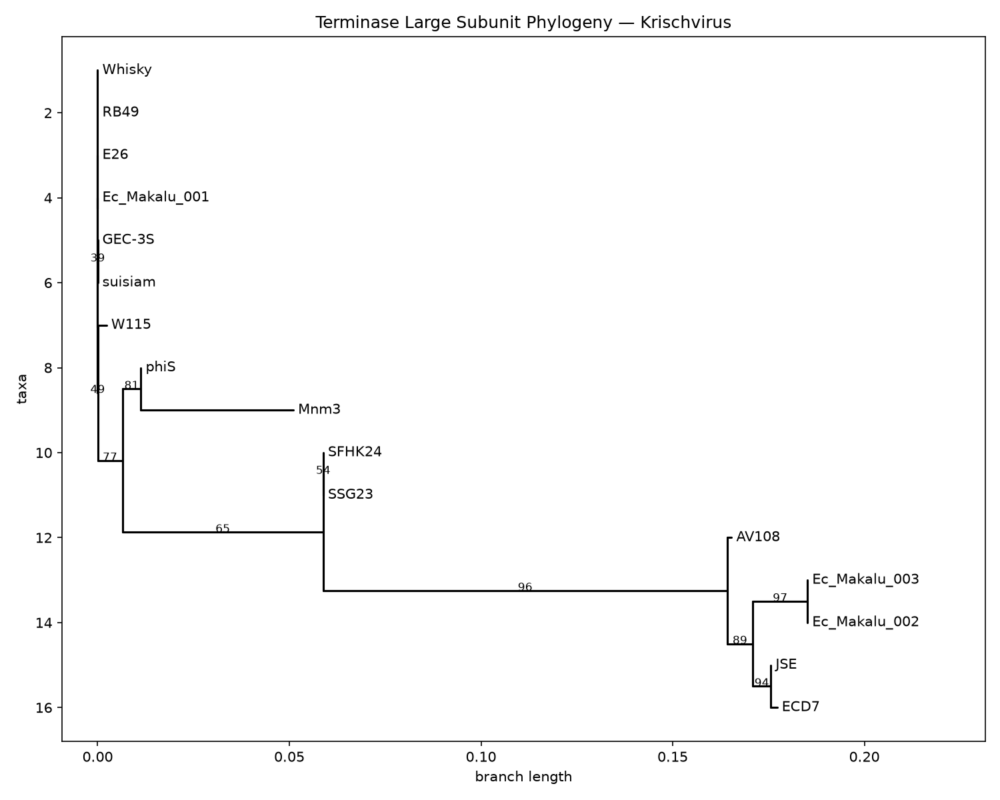 Terminase Large Subunit Phylogeny — Krischvirus
Whisky
RB49
2
E26
Ec_Makalu_001
4
GEC-3S
39
suisiam
6
W115
phiS
8
81
49
Mnm3
taxa
SFHK24
10
77
54
SSG23
65
AV108
12
Ec_Makalu_003
96
97
Ec_Makalu_002
14
89
JSE
94
ECD7
16
0.00 0.05 0.10 0.15 0.20
branch length